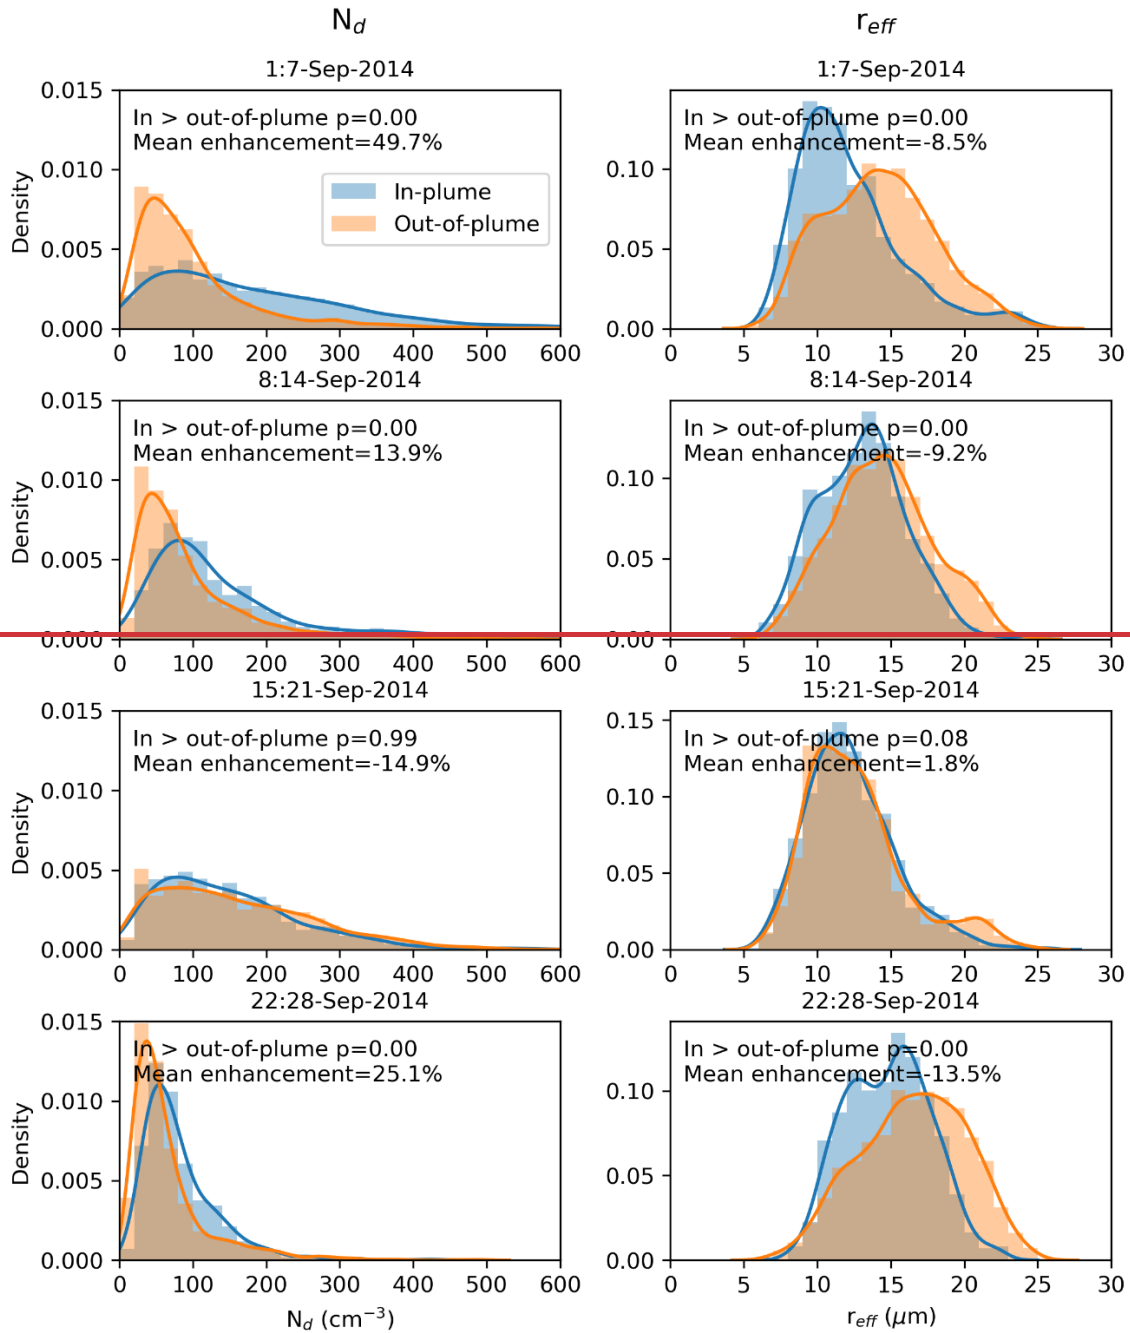 N_d
r_eff
1:7-Sep-2014
1:7-Sep-2014
In > out-of-plume p=0.00
Mean enhancement=49.7%
In-plume
Out-of-plume
Density
0.015
0.010
0.005
0.000
0 100 200 300 400 500 600
In > out-of-plume p=0.00
Mean enhancement=-8.5%
0.10
0.05
0.00
0 5 10 15 20 25 30
8:14-Sep-2014
8:14-Sep-2014
In > out-of-plume p=0.00
Mean enhancement=13.9%
Density
0.015
0.010
0.005
0.000
0 100 200 300 400 500 600
In > out-of-plume p=0.00
Mean enhancement=-9.2%
0.10
0.05
0.00
0 5 10 15 20 25 30
15:21-Sep-2014
15:21-Sep-2014
In > out-of-plume p=0.99
Mean enhancement=-14.9%
Density
0.015
0.010
0.005
0.000
0 100 200 300 400 500 600
In > out-of-plume p=0.08
Mean enhancement=1.8%
0.15
0.10
0.05
0.00
0 5 10 15 20 25 30
22:28-Sep-2014
22:28-Sep-2014
In > out-of-plume p=0.00
Mean enhancement=25.1%
Density
0.015
0.010
0.005
0.000
0 100 200 300 400 500 600
N_d (cm⁻³)
In > out-of-plume p=0.00
Mean enhancement=-13.5%
0.10
0.05
0.00
0 5 10 15 20 25 30
r_eff (μm)